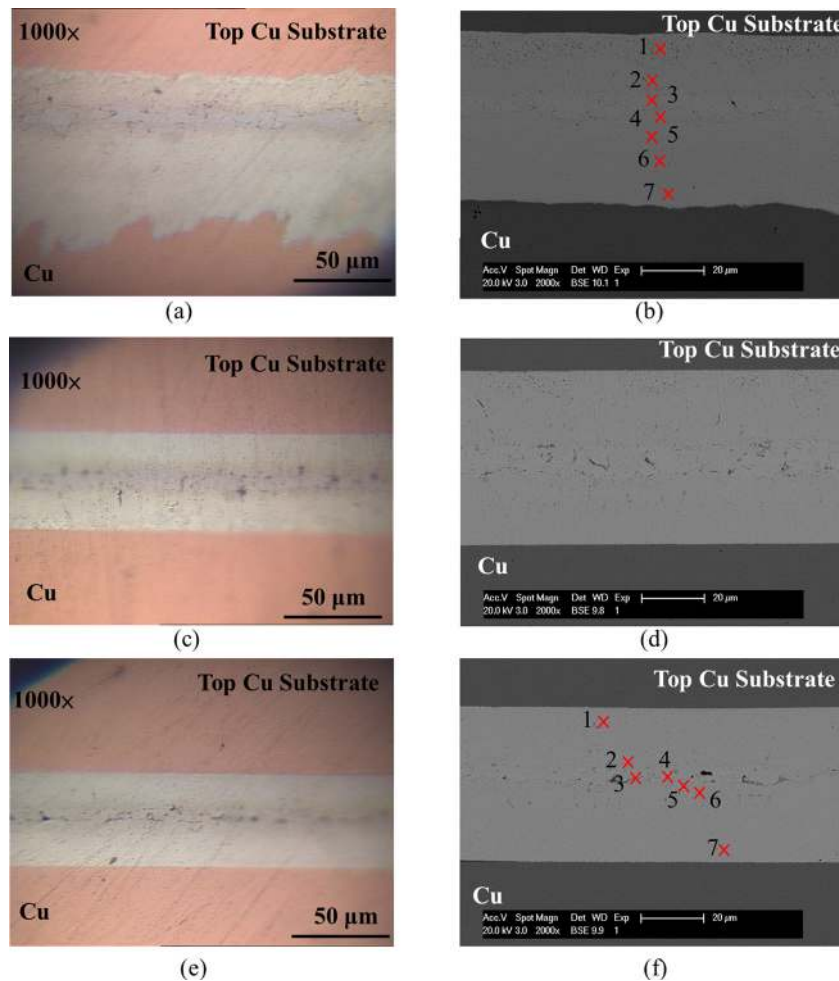 1000×
Top Cu Substrate
Cu
50 μm
(a)
Top Cu Substrate
1
2
3
4
5
6
7
Cu
Acc.V Spot Magn Det WD Exp
20.0 kV 3.0 2000x BSE 10.1 1
20 μm
(b)
1000×
Top Cu Substrate
Cu
50 μm
(c)
Top Cu Substrate
Cu
Acc.V Spot Magn Det WD Exp
20.0 kV 3.0 2000x BSE 9.8 1
20 μm
(d)
1000×
Top Cu Substrate
Cu
50 μm
(e)
Top Cu Substrate
1
2
4
3
5
6
7
Cu
Acc.V Spot Magn Det WD Exp
20.0 kV 3.0 2000x BSE 9.9 1
20 μm
(f)